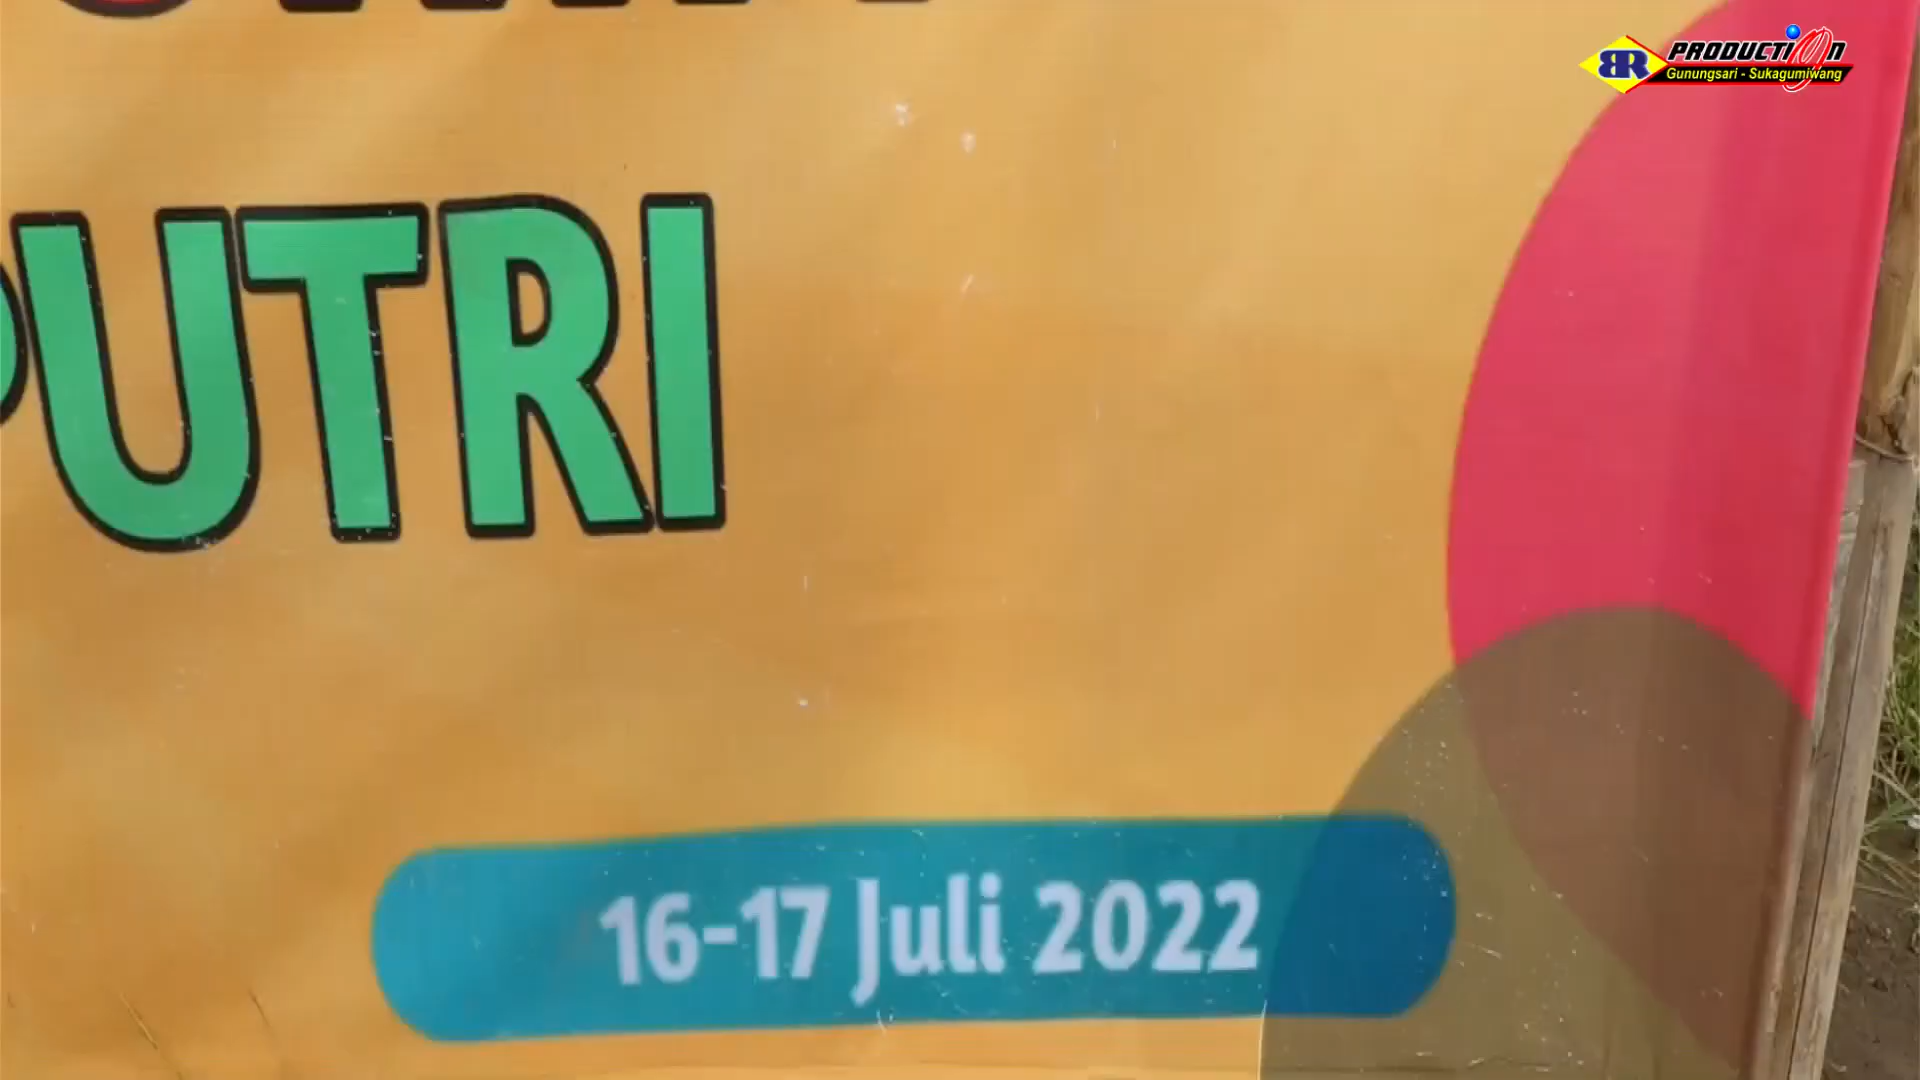 BR PRODUCTION
Gunungsari - Sukagumiwang
PUTRI
16-17 Juli 2022